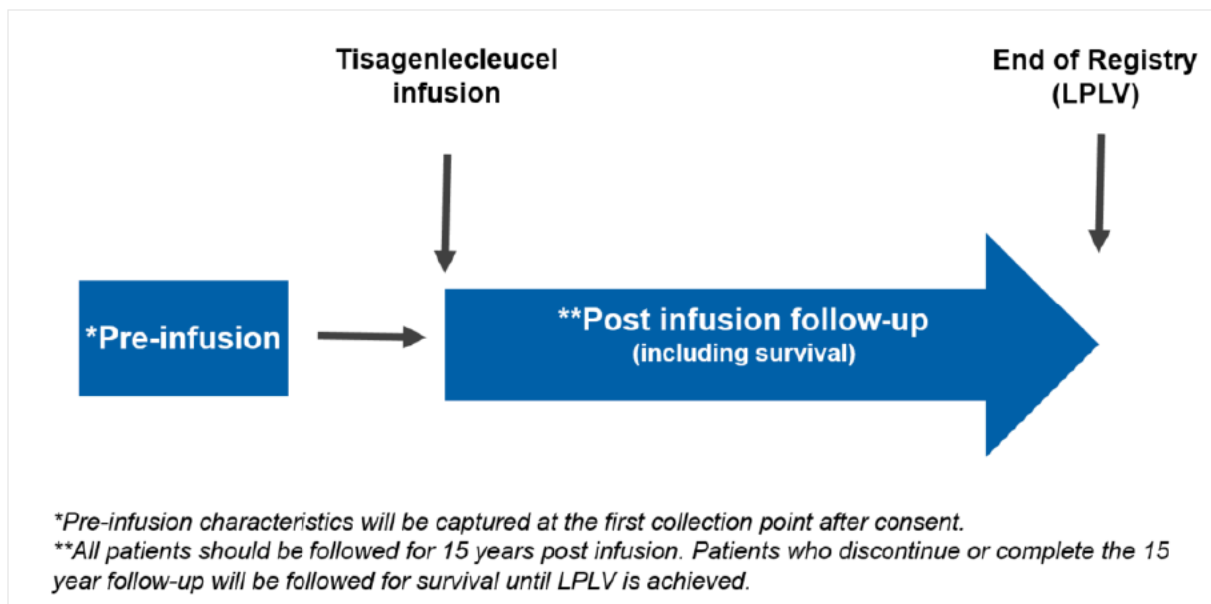 Tisagenlecleucel
infusion
End of Registry
(LPLV)
*Pre-infusion
**Post infusion follow-up
(including survival)
*Pre-infusion characteristics will be captured at the first collection point after consent.
**All patients should be followed for 15 years post infusion. Patients who discontinue or complete the 15
year follow-up will be followed for survival until LPLV is achieved.